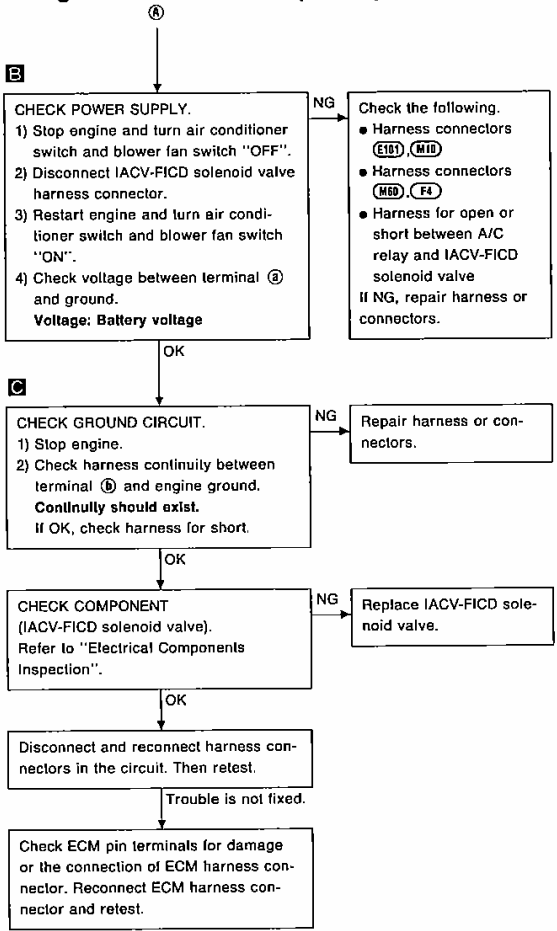 Ⓐ
B
CHECK POWER SUPPLY.
1) Stop engine and turn air conditioner
switch and blower fan switch "OFF".
2) Disconnect IACV-FICD solenoid valve
harness connector.
3) Restart engine and turn air condi-
tioner switch and blower fan switch
"ON".
4) Check voltage between terminal ⓐ
and ground.
Voltage: Battery voltage
NG
Check the following.
● Harness connectors
E101, M10
● Harness connectors
M60, F4
● Harness for open or
short between A/C
relay and IACV-FICD
solenoid valve
If NG, repair harness or
connectors.
OK
C
CHECK GROUND CIRCUIT.
1) Stop engine.
2) Check harness continuity between
terminal ⓑ and engine ground.
Continuity should exist.
If OK, check harness for short.
NG
Repair harness or con-
nectors.
OK
CHECK COMPONENT
(IACV-FICD solenoid valve).
Refer to "Electrical Components
Inspection".
NG
Replace IACV-FICD sole-
noid valve.
OK
Disconnect and reconnect harness con-
nectors in the circuit. Then retest.
Trouble is not fixed.
Check ECM pin terminals for damage
or the connection of ECM harness con-
nector. Reconnect ECM harness con-
nector and retest.